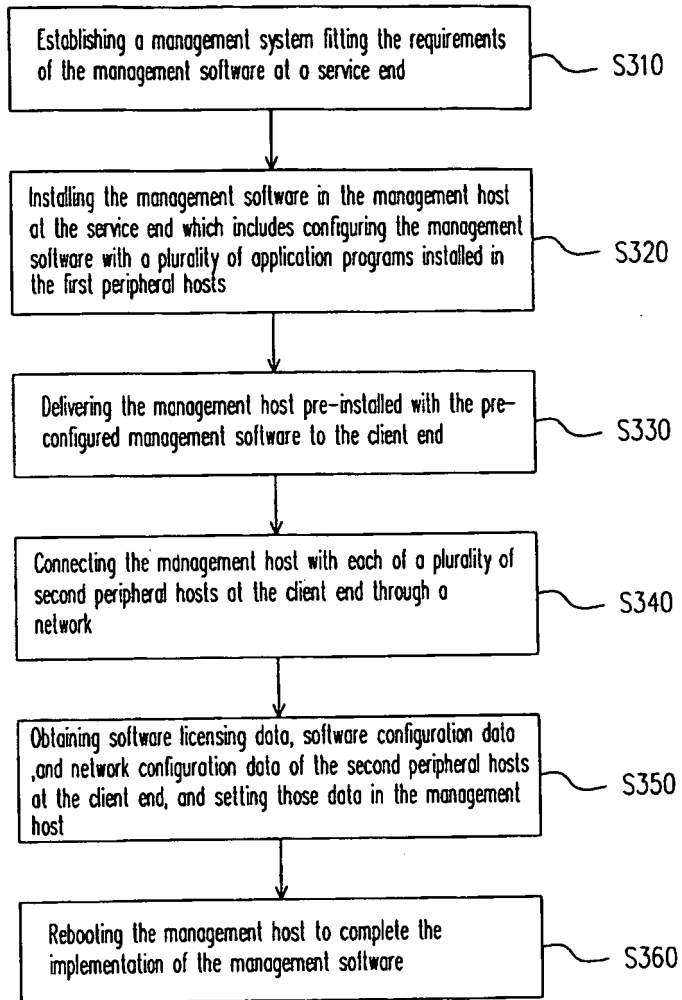 Establishing a management system fitting the requirements
of the management software at a service end
S310
Installing the management software in the management host
at the service end which includes configuring the management
software with a plurality of application programs installed in
the first peripheral hosts
S320
Delivering the management host pre-installed with the pre-
configured management software to the client end
S330
Connecting the management host with each of a plurality of
second peripheral hosts at the client end through a
network
S340
Obtaining software licensing data, software configuration data
,and network configuration data of the second peripheral hosts
at the client end, and setting those data in the management
host
S350
Rebooting the management host to complete the
implementation of the management software
S360